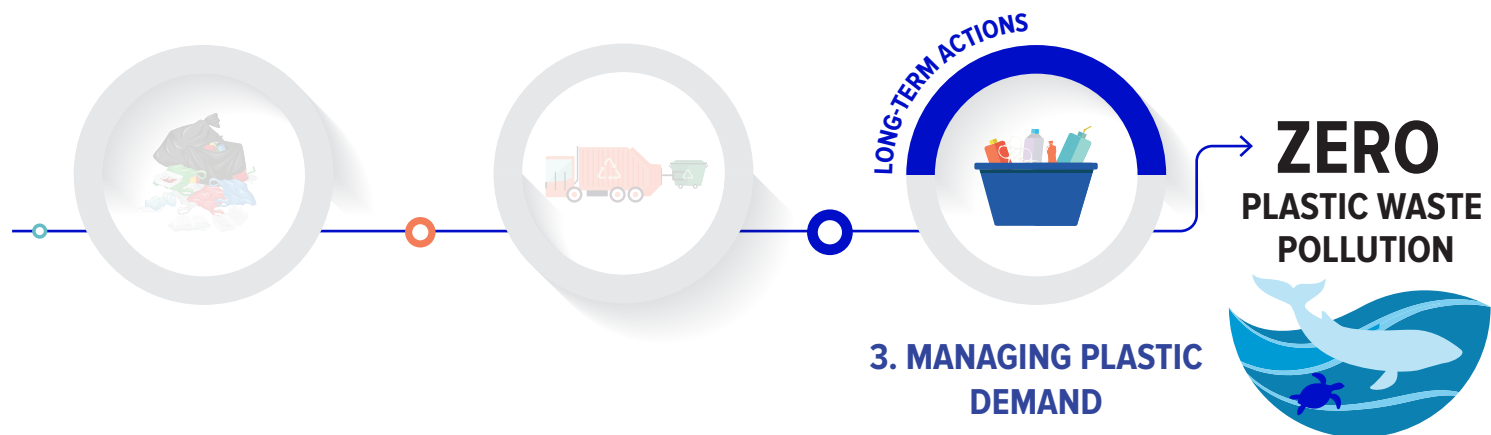 LONG-TERM ACTIONS
ZERO
PLASTIC WASTE
POLLUTION
3. MANAGING PLASTIC
DEMAND